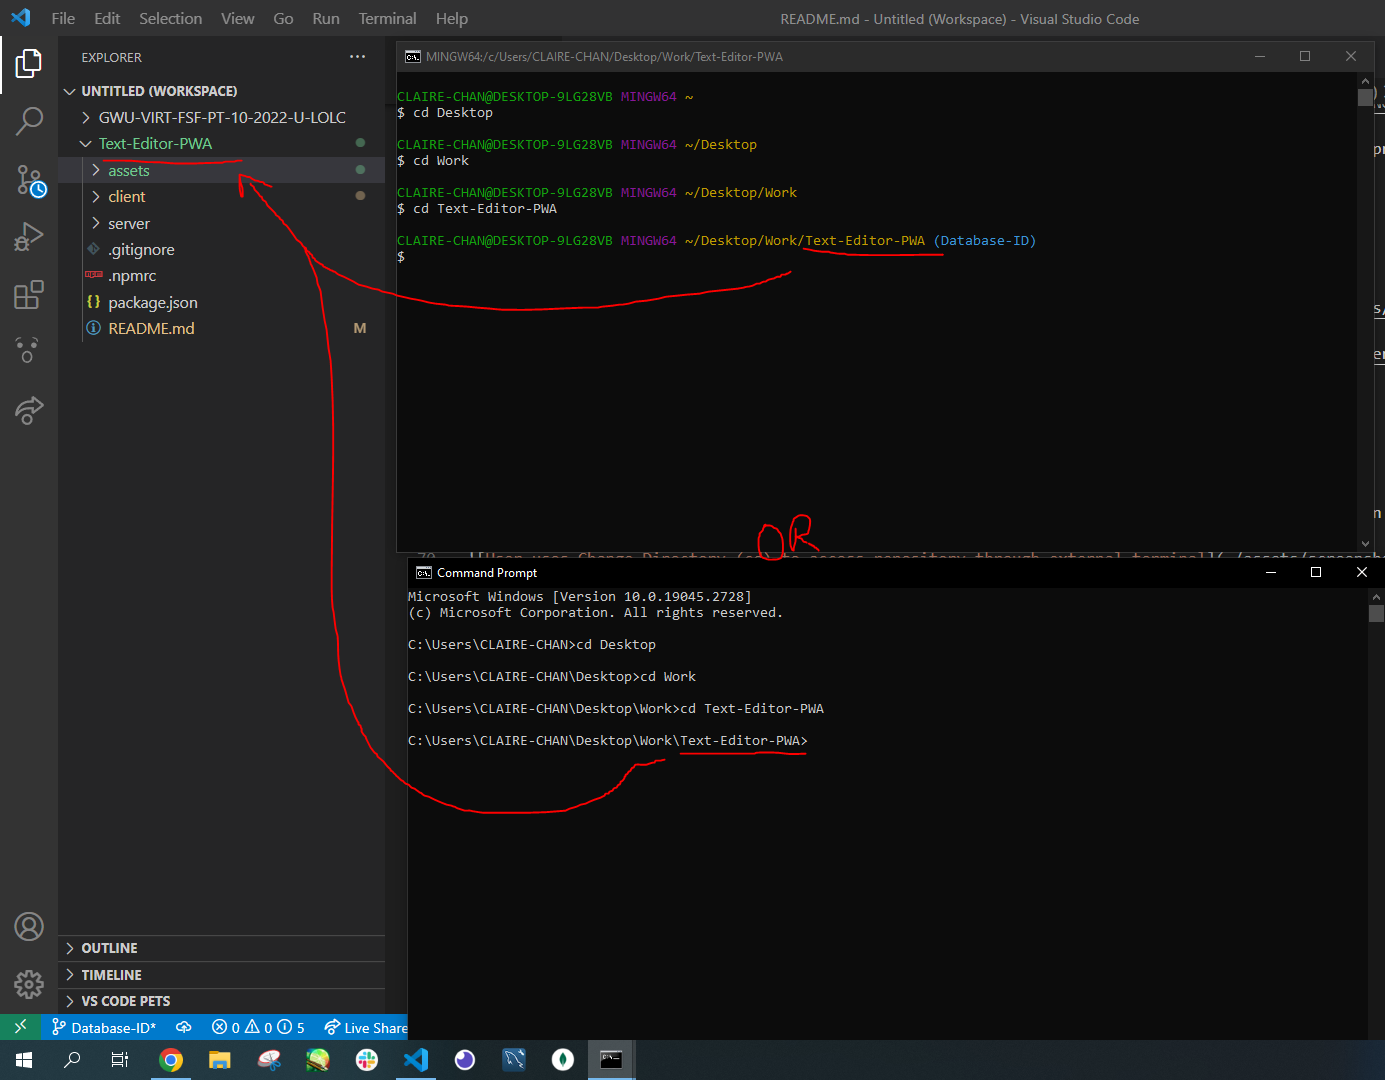 File Edit Selection View Go Run Terminal Help
README.md - Untitled (Workspace) - Visual Studio Code
EXPLORER
UNTITLED (WORKSPACE)
GWU-VIRT-FSF-PT-10-2022-U-LOLC
Text-Editor-PWA
assets
client
server
.gitignore
.npmrc
package.json
README.md M
OUTLINE
TIMELINE
VS CODE PETS
MINGW64:/c/Users/CLAIRE-CHAN/Desktop/Work/Text-Editor-PWA
CLAIRE-CHAN@DESKTOP-9LG28VB MINGW64 ~
$ cd Desktop
CLAIRE-CHAN@DESKTOP-9LG28VB MINGW64 ~/Desktop
$ cd Work
CLAIRE-CHAN@DESKTOP-9LG28VB MINGW64 ~/Desktop/Work
$ cd Text-Editor-PWA
CLAIRE-CHAN@DESKTOP-9LG28VB MINGW64 ~/Desktop/Work/Text-Editor-PWA (Database-ID)
$
OR
Command Prompt
Microsoft Windows [Version 10.0.19045.2728]
(c) Microsoft Corporation. All rights reserved.
C:\Users\CLAIRE-CHAN>cd Desktop
C:\Users\CLAIRE-CHAN\Desktop>cd Work
C:\Users\CLAIRE-CHAN\Desktop\Work>cd Text-Editor-PWA
C:\Users\CLAIRE-CHAN\Desktop\Work\Text-Editor-PWA>
Database-ID* 0 0 5 Live Share